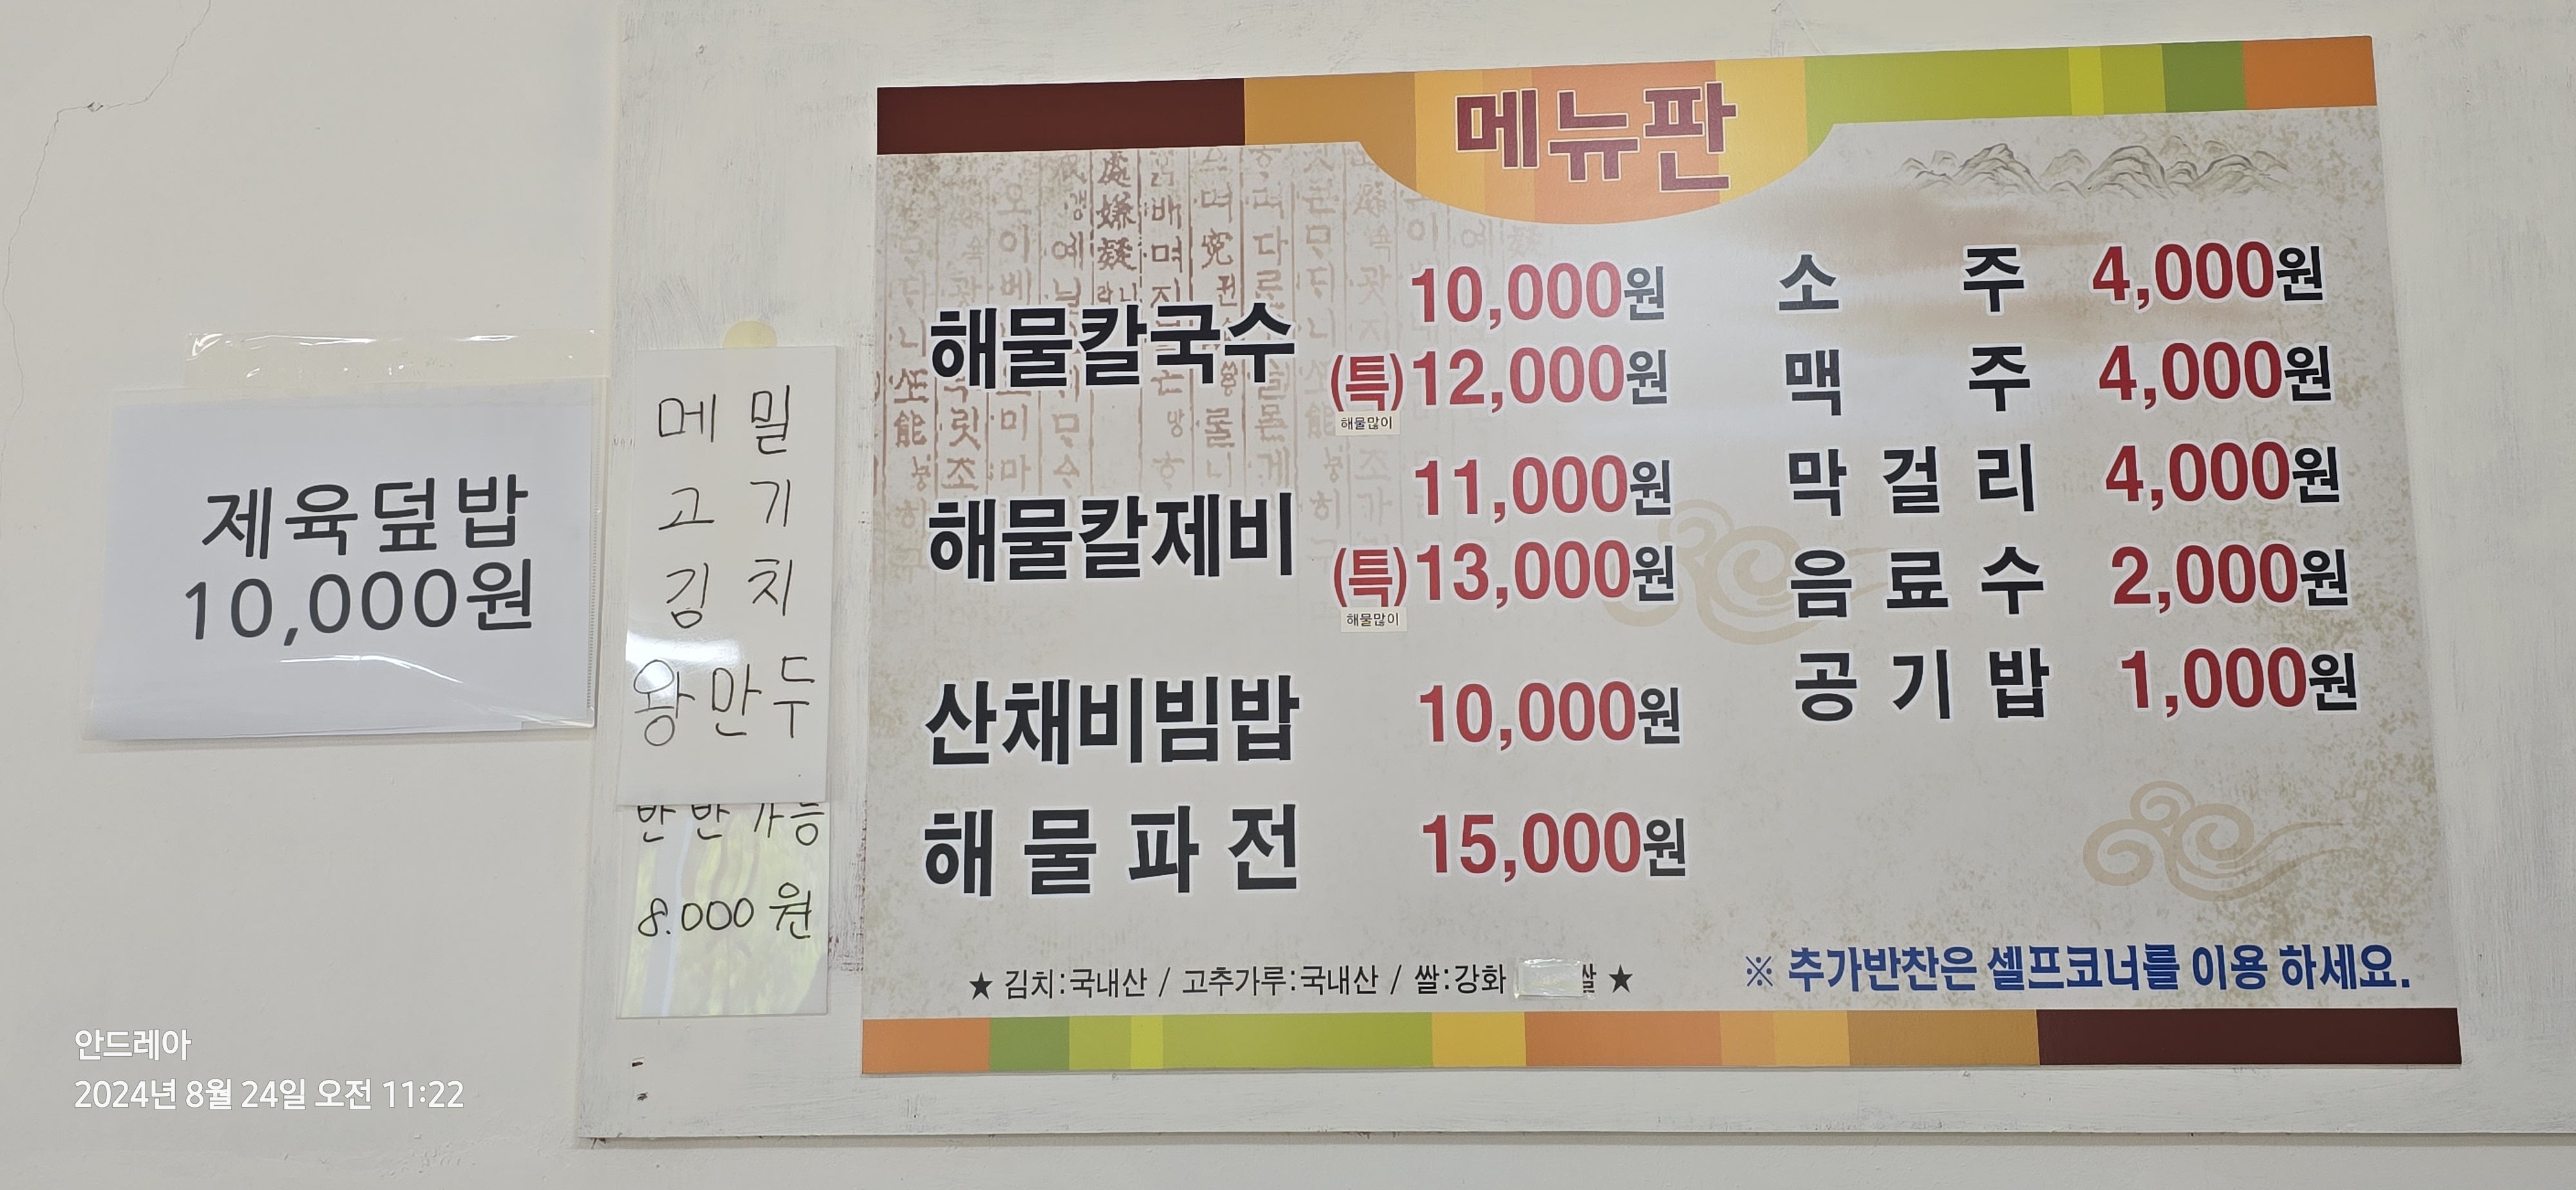 제육덮밥
10,000원
메밀
고기
김치
왕만두
반반가능
8.000원
메뉴판
해물칼국수
10,000원
(특)12,000원
해물많이
해물칼제비
11,000원
(특)13,000원
해물많이
산채비빔밥 10,000원
해물파전 15,000원
소주 4,000원
맥주 4,000원
막걸리 4,000원
음료수 2,000원
공기밥 1,000원
★ 김치:국내산 / 고추가루:국내산 / 쌀:강화 쌀 ★
※ 추가반찬은 셀프코너를 이용 하세요.
안드레아
2024년 8월 24일 오전 11:22